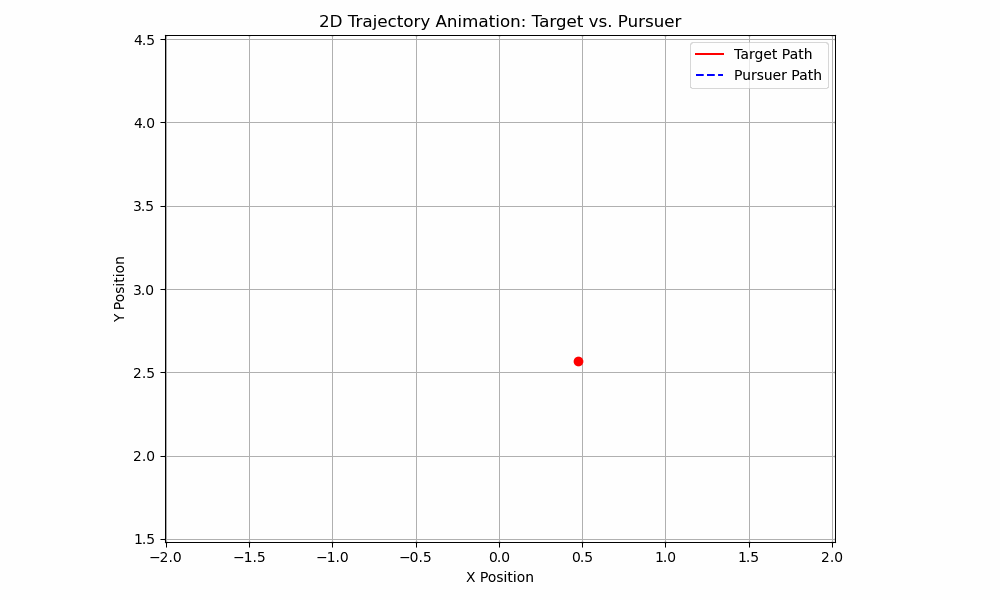 2D Trajectory Animation: Target vs. Pursuer
Target Path
Pursuer Path
4.5
4.0
3.5
3.0
2.5
2.0
1.5
Y Position
−2.0 −1.5 −1.0 −0.5 0.0 0.5 1.0 1.5 2.0
X Position